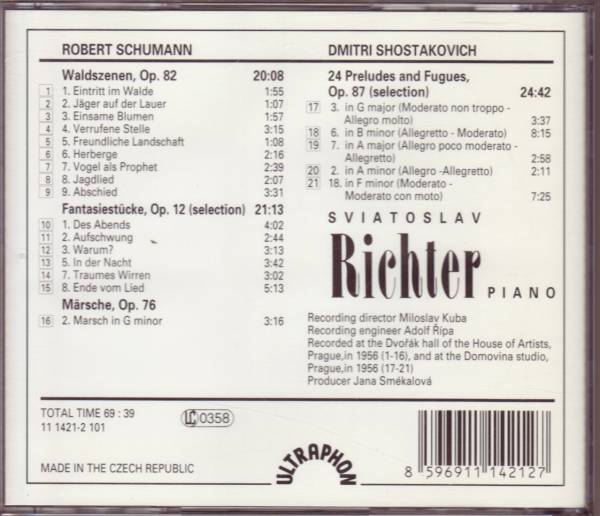 ROBERT SCHUMANN
Waldszenen, Op. 82 20:08
1 1. Eintritt im Walde 1:55
2 2. Jäger auf der Lauer 1:07
3 3. Einsame Blumen 1:57
4 4. Verrufene Stelle 3:15
5 5. Freundliche Landschaft 1:08
6 6. Herberge 2:16
7 7. Vogel als Prophet 2:39
8 8. Jagdlied 2:07
9 9. Abschied 3:31
Fantasiestücke, Op. 12 (selection) 21:13
10 1. Des Abends 4:02
11 2. Aufschwung 2:44
12 3. Warum? 3:13
13 5. In der Nacht 3:42
14 7. Traumes Wirren 3:02
15 8. Ende vom Lied 5:13
Märsche, Op. 76
16 2. Marsch in G minor 3:16
DMITRI SHOSTAKOVICH
24 Preludes and Fugues,
Op. 87 (selection) 24:42
17 3. in G major (Moderato non troppo -
Allegro molto) 3:37
18 6. in B minor (Allegretto - Moderato) 8:15
19 7. in A major (Allegro poco moderato -
Allegretto) 2:58
20 2. in A minor (Allegro -Allegretto) 2:11
21 18. in F minor (Moderato -
Moderato con moto) 7:25
SVIATOSLAV
Richter
PIANO
Recording director Miloslav Kuba
Recording engineer Adolf Řípa
Recorded at the Dvořák hall of the House of Artists,
Prague,in 1956 (1-16), and at the Domovina studio,
Prague,in 1956 (17-21)
Producer Jana Smékalová
TOTAL TIME 69 : 39
11 1421-2 101
LC 0358
MADE IN THE CZECH REPUBLIC
ULTRAPHON
8 596911 142127